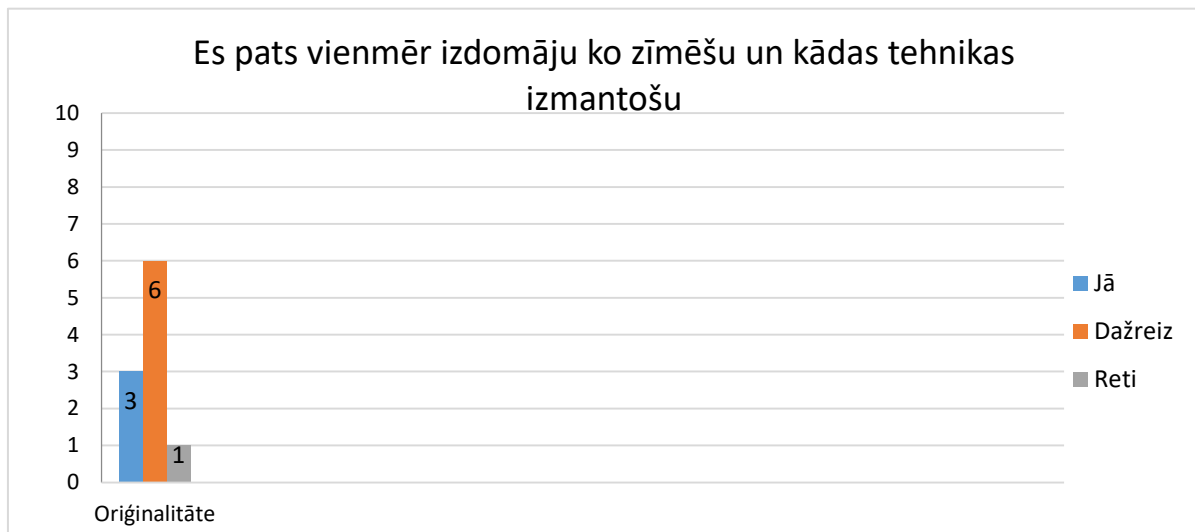 Es pats vienmēr izdomāju ko zīmēšu un kādas tehnikas
izmantošu
10
9
8
7
6
5
4
3
2
1
0
3
6
1
Oriģinalitāte
Jā
Dažreiz
Reti